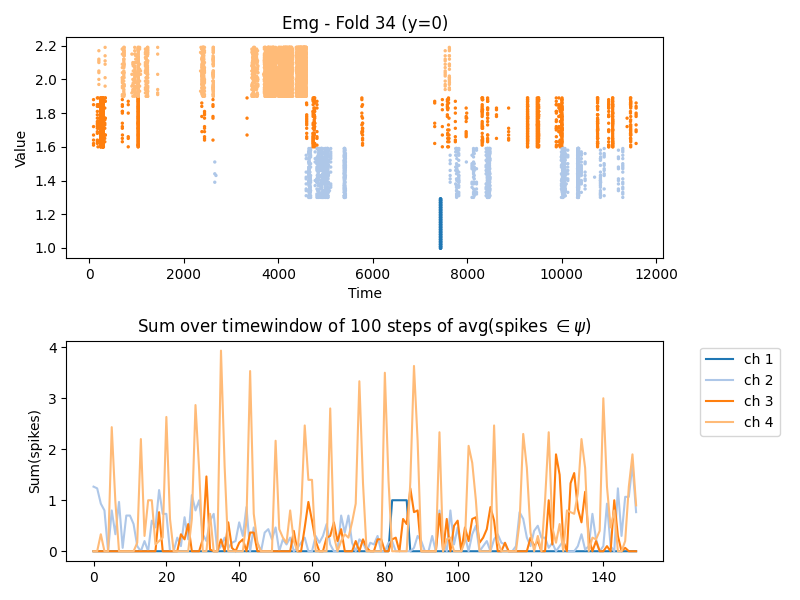 Emg - Fold 34 (y=0)
2.2
2.0
1.8
1.6
1.4
1.2
1.0
Value
0 2000 4000 6000 8000 10000 12000
Time
Sum over timewindow of 100 steps of avg(spikes ∈ ψ)
4
3
2
1
0
Sum(spikes)
0 20 40 60 80 100 120 140
ch 1
ch 2
ch 3
ch 4